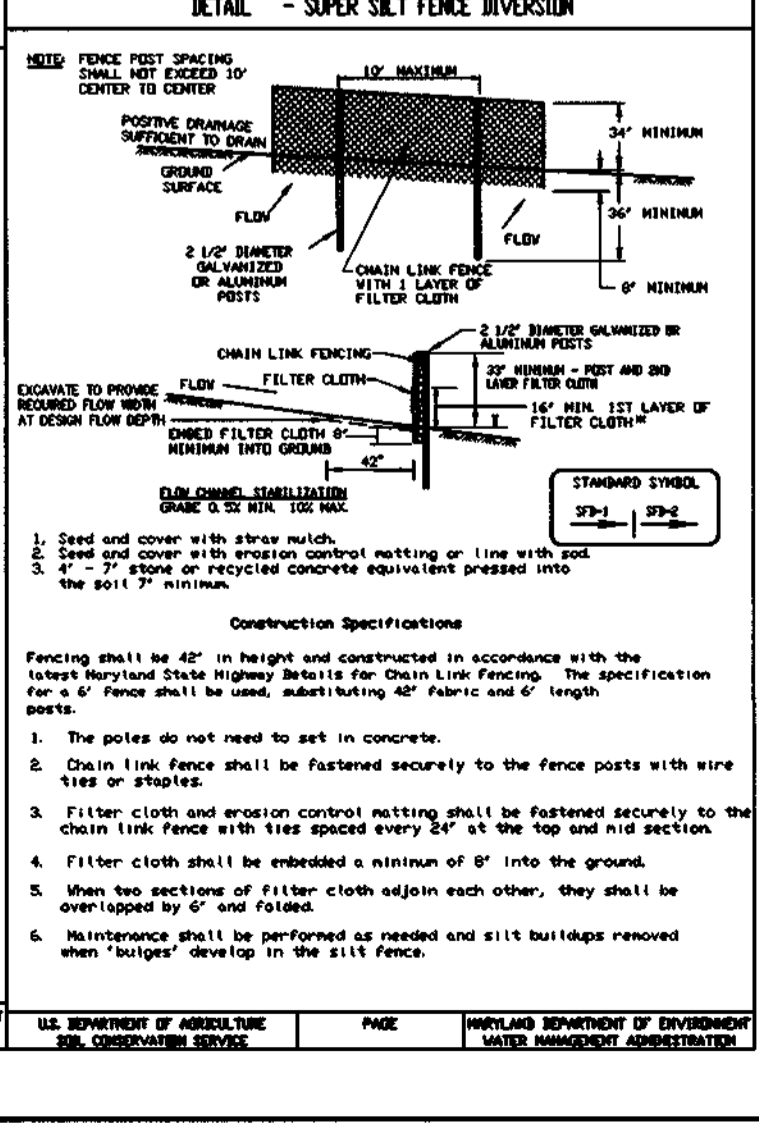 DETAIL - SUPER SILT FENCE DIVERSION
NOTE: FENCE POST SPACING
SHALL NOT EXCEED 10'
CENTER TO CENTER
10' MAXIMUM
POSITIVE DRAINAGE
SUFFICIENT TO DRAIN
34" MINIMUM
GROUND
SURFACE
36" MINIMUM
FLOW
FLOW
2 1/2" DIAMETER
GALVANIZED
OR ALUMINUM
POSTS
CHAIN LINK FENCE
WITH 1 LAYER OF
FILTER CLOTH
8" MINIMUM
2 1/2" DIAMETER GALVANIZED OR
ALUMINUM POSTS
CHAIN LINK FENCING
33" MINIMUM - POST AND 2ND
LAYER FILTER CLOTH
FLOW
FILTER CLOTH
EXCAVATE TO PROVIDE
REQUIRED FLOW WIDTH
AT DESIGN FLOW DEPTH
16" MIN. 1ST LAYER OF
FILTER CLOTH*
EMBED FILTER CLOTH 8"
MINIMUM INTO GROUND
42"
STANDARD SYMBOL
SFD-1 SFD-2
FLOW CHANNEL STABILIZATION
GRADE 0.5% MIN. 10% MAX.
1. Seed and cover with straw mulch.
2. Seed and cover with erosion control matting or line with sod.
3. 4" - 7" stone or recycled concrete equivalent pressed into
the soil 7" minimum.
Construction Specifications
Fencing shall be 42" in height and constructed in accordance with the
latest Maryland State Highway Details for Chain Link Fencing. The specification
for a 6' fence shall be used, substituting 42" fabric and 6' length
posts.
1. The poles do not need to set in concrete.
2. Chain link fence shall be fastened securely to the fence posts with wire
ties or staples.
3. Filter cloth and erosion control matting shall be fastened securely to the
chain link fence with ties spaced every 24" at the top and mid section.
4. Filter cloth shall be embedded a minimum of 8" into the ground.
5. When two sections of filter cloth adjoin each other, they shall be
overlapped by 6" and folded.
6. Maintenance shall be performed as needed and silt buildups removed
when "bulges" develop in the silt fence.
U.S. DEPARTMENT OF AGRICULTURE
SOIL CONSERVATION SERVICE
PAGE
MARYLAND DEPARTMENT OF ENVIRONMENT
WATER MANAGEMENT ADMINISTRATION